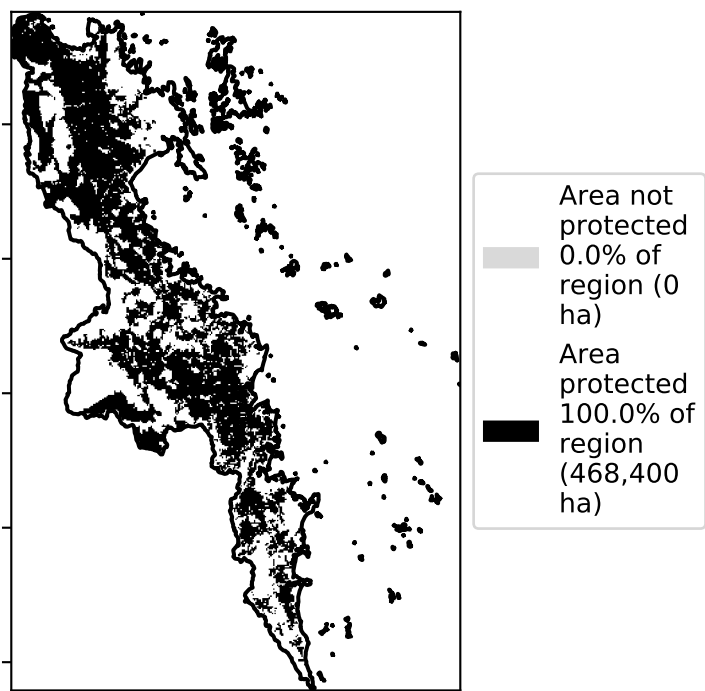 Area not
protected
0.0% of
region (0
ha)
Area
protected
100.0% of
region
(468,400
ha)